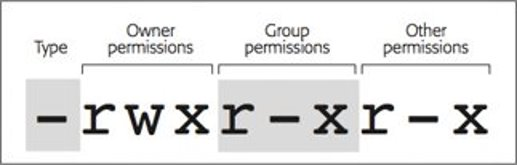 Type
Owner permissions
Group permissions
Other permissions
-rwxr-xr-x